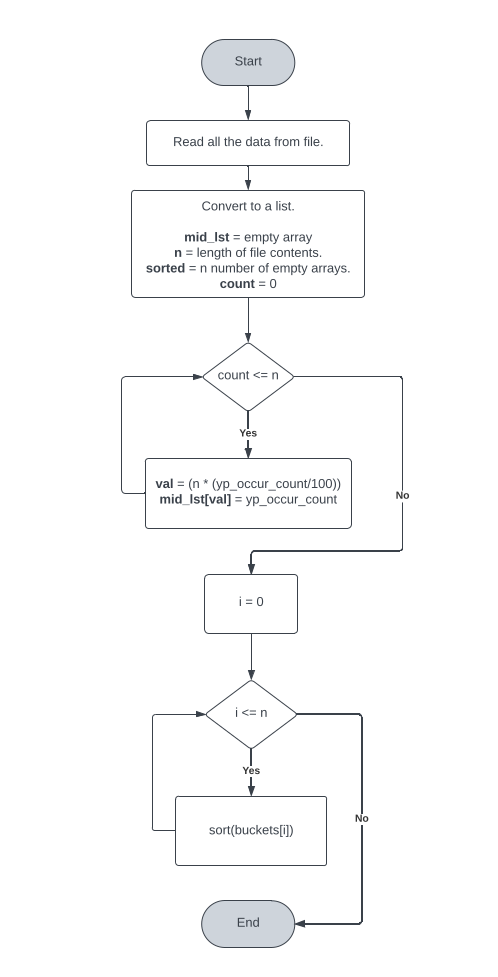 Start
Read all the data from file.
Convert to a list.
mid_lst = empty array
n = length of file contents.
sorted = n number of empty arrays.
count = 0
count <= n
Yes
val = (n * (yp_occur_count/100))
mid_lst[val] = yp_occur_count
No
i = 0
i <= n
Yes
sort(buckets[i])
No
End